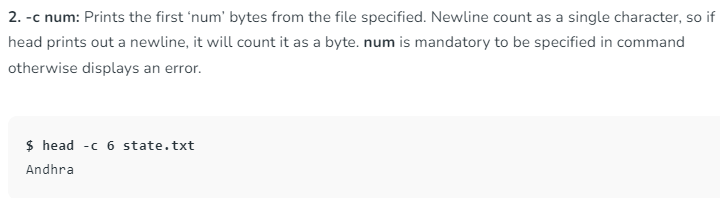 2. -c num: Prints the first ‘num’ bytes from the file specified. Newline count as a single character, so if
head prints out a newline, it will count it as a byte. num is mandatory to be specified in command
otherwise displays an error.
$ head -c 6 state.txt
Andhra